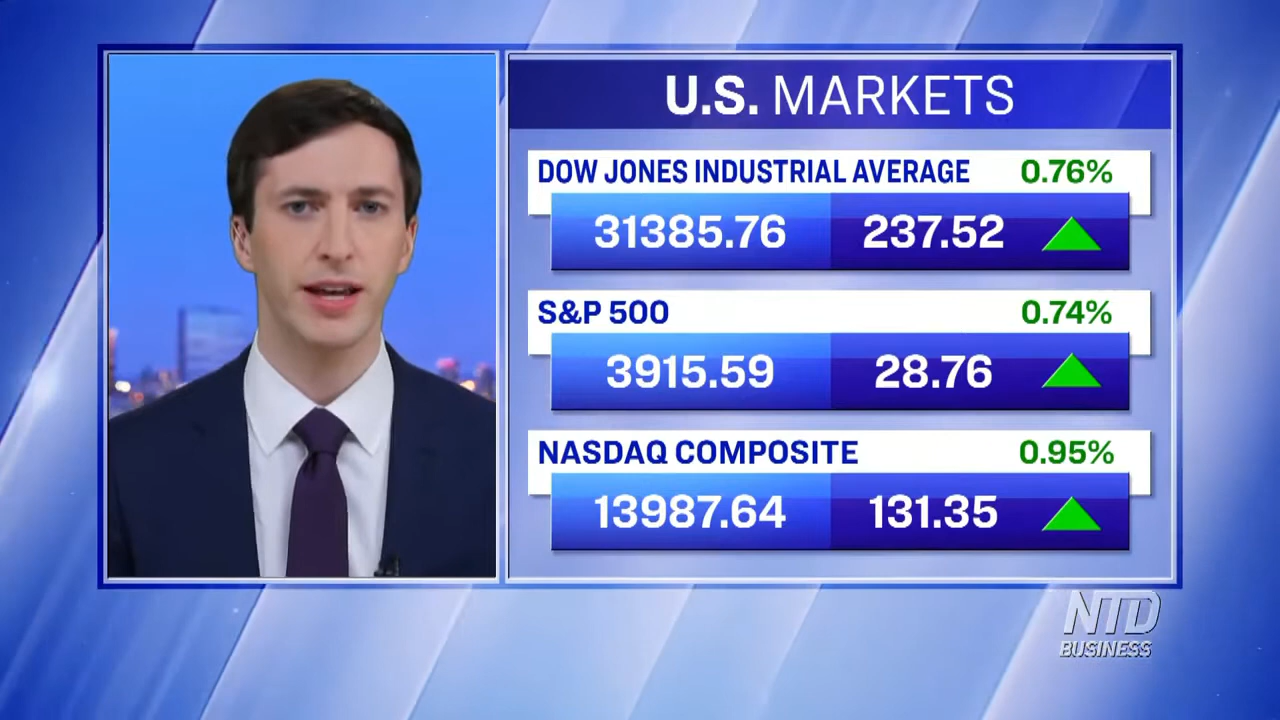 U.S. MARKETS
DOW JONES INDUSTRIAL AVERAGE 0.76%
31385.76 237.52
S&P 500 0.74%
3915.59 28.76
NASDAQ COMPOSITE 0.95%
13987.64 131.35
NTD
BUSINESS